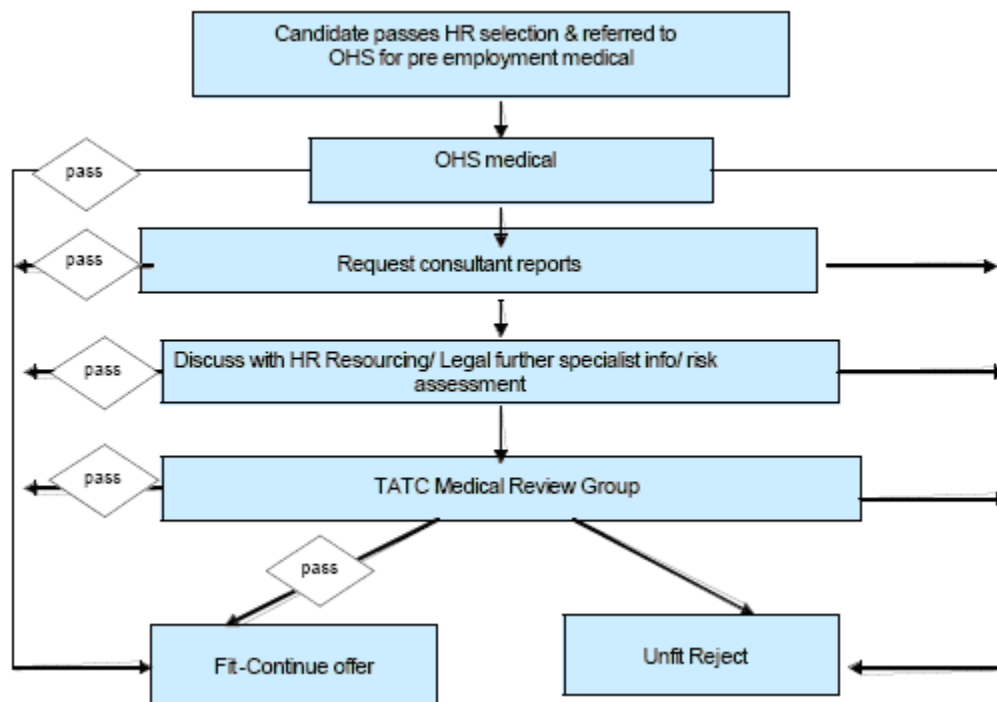 Candidate passes HR selection & referred to
OHS for pre employment medical
pass
OHS medical
pass
Request consultant reports
pass
Discuss with HR Resourcing/ Legal further specialist info/ risk
assessment
pass
TATC Medical Review Group
pass
Fit-Continue offer
Unfit Reject